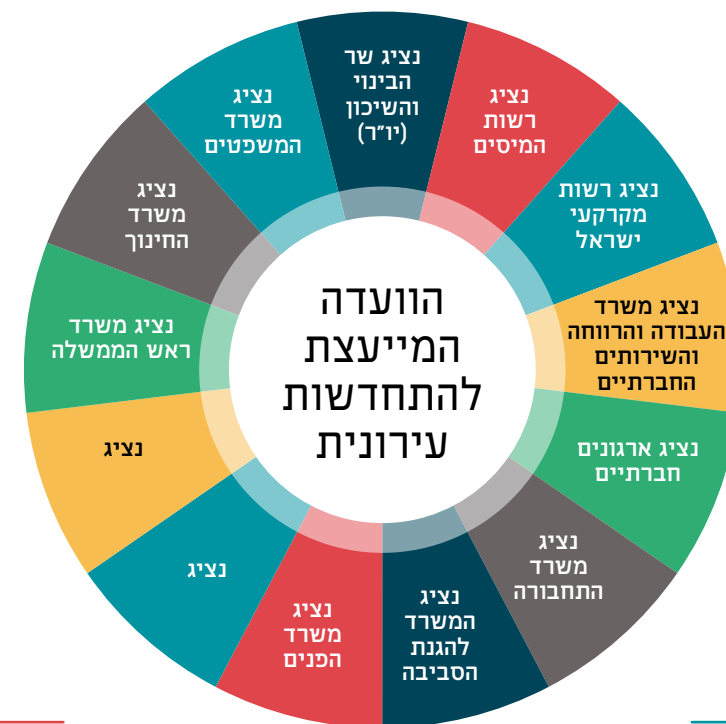 נציג שר
הבינוי
והשיכון
(יו״ר)
נציג
רשות
המיסים
נציג רשות
מקרקעי
ישראל
נציג משרד
העבודה והרווחה
והשירותים
החברתיים
נציג ארגונים
חברתיים
נציג
משרד
התחבורה
נציג
המשרד
להגנת
הסביבה
נציג
משרד
הפנים
נציג
נציג
נציג משרד
ראש הממשלה
נציג
משרד
החינוך
נציג
משרד
המשפטים
הוועדה
המייעצת
להתחדשות
עירונית